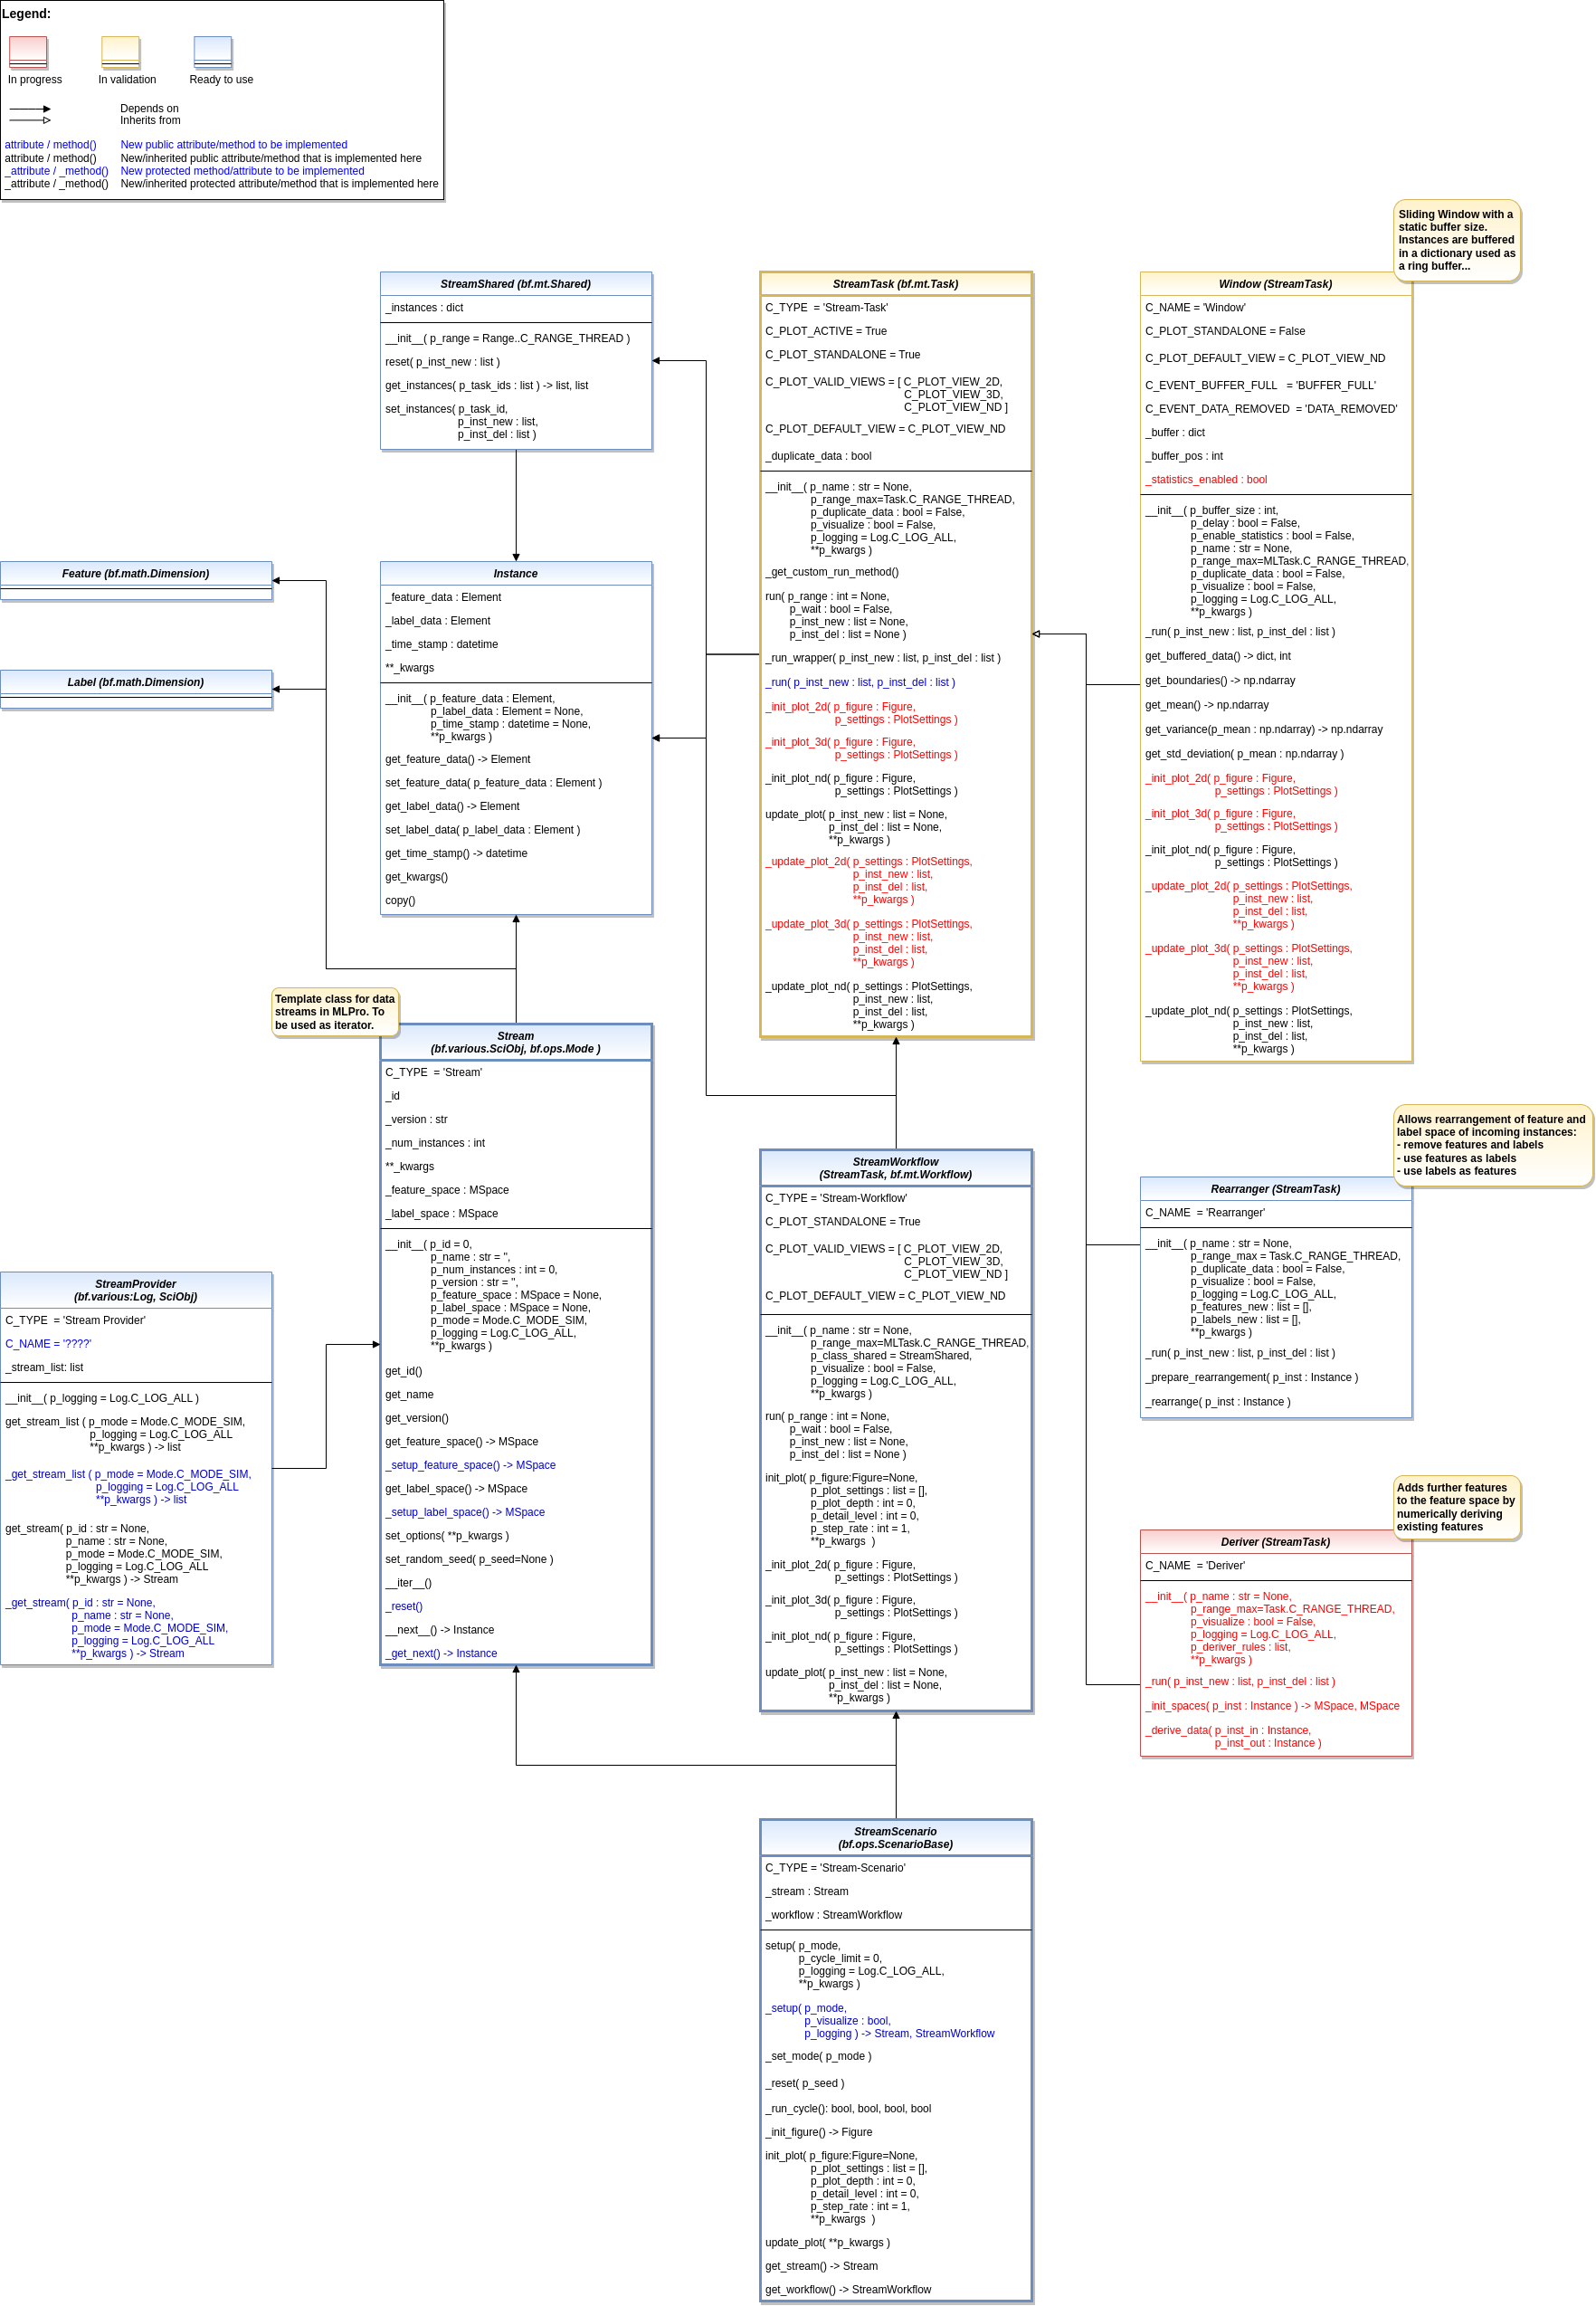 Legend:
In progress
In validation
Ready to use
Depends on
Inherits from
attribute / method() New public attribute/method to be implemented
attribute / method() New/inherited public attribute/method that is implemented here
_attribute / _method() New protected method/attribute to be implemented
_attribute / _method() New/inherited protected attribute/method that is implemented here
StreamShared (bf.mt.Shared)
_instances : dict
__init__( p_range = Range..C_RANGE_THREAD )
reset( p_inst_new : list )
get_instances( p_task_ids : list ) -> list, list
set_instances( p_task_id,
p_inst_new : list,
p_inst_del : list )
Feature (bf.math.Dimension)
Label (bf.math.Dimension)
Instance
_feature_data : Element
_label_data : Element
_time_stamp : datetime
**_kwargs
__init__( p_feature_data : Element,
p_label_data : Element = None,
p_time_stamp : datetime = None,
**p_kwargs )
get_feature_data() -> Element
set_feature_data( p_feature_data : Element )
get_label_data() -> Element
set_label_data( p_label_data : Element )
get_time_stamp() -> datetime
get_kwargs()
copy()
Template class for data
streams in MLPro. To
be used as iterator.
Stream
(bf.various.SciObj, bf.ops.Mode )
C_TYPE = 'Stream'
_id
_version : str
_num_instances : int
**_kwargs
_feature_space : MSpace
_label_space : MSpace
__init__( p_id = 0,
p_name : str = '',
p_num_instances : int = 0,
p_version : str = '',
p_feature_space : MSpace = None,
p_label_space : MSpace = None,
p_mode = Mode.C_MODE_SIM,
p_logging = Log.C_LOG_ALL,
**p_kwargs )
get_id()
get_name
get_version()
get_feature_space() -> MSpace
_setup_feature_space() -> MSpace
get_label_space() -> MSpace
_setup_label_space() -> MSpace
set_options( **p_kwargs )
set_random_seed( p_seed=None )
__iter__()
_reset()
__next__() -> Instance
_get_next() -> Instance
StreamProvider
(bf.various:Log, SciObj)
C_TYPE = 'Stream Provider'
C_NAME = '????'
_stream_list: list
__init__( p_logging = Log.C_LOG_ALL )
get_stream_list ( p_mode = Mode.C_MODE_SIM,
p_logging = Log.C_LOG_ALL
**p_kwargs ) -> list
_get_stream_list ( p_mode = Mode.C_MODE_SIM,
p_logging = Log.C_LOG_ALL
**p_kwargs ) -> list
get_stream( p_id : str = None,
p_name : str = None,
p_mode = Mode.C_MODE_SIM,
p_logging = Log.C_LOG_ALL
**p_kwargs ) -> Stream
_get_stream( p_id : str = None,
p_name : str = None,
p_mode = Mode.C_MODE_SIM,
p_logging = Log.C_LOG_ALL
**p_kwargs ) -> Stream
StreamTask (bf.mt.Task)
C_TYPE = 'Stream-Task'
C_PLOT_ACTIVE = True
C_PLOT_STANDALONE = True
C_PLOT_VALID_VIEWS = [ C_PLOT_VIEW_2D,
C_PLOT_VIEW_3D,
C_PLOT_VIEW_ND ]
C_PLOT_DEFAULT_VIEW = C_PLOT_VIEW_ND
_duplicate_data : bool
__init__( p_name : str = None,
p_range_max=Task.C_RANGE_THREAD,
p_duplicate_data : bool = False,
p_visualize : bool = False,
p_logging = Log.C_LOG_ALL,
**p_kwargs )
_get_custom_run_method()
run( p_range : int = None,
p_wait : bool = False,
p_inst_new : list = None,
p_inst_del : list = None )
_run_wrapper( p_inst_new : list, p_inst_del : list )
_run( p_inst_new : list, p_inst_del : list )
_init_plot_2d( p_figure : Figure,
p_settings : PlotSettings )
_init_plot_3d( p_figure : Figure,
p_settings : PlotSettings )
_init_plot_nd( p_figure : Figure,
p_settings : PlotSettings )
update_plot( p_inst_new : list = None,
p_inst_del : list = None,
**p_kwargs )
_update_plot_2d( p_settings : PlotSettings,
p_inst_new : list,
p_inst_del : list,
**p_kwargs )
_update_plot_3d( p_settings : PlotSettings,
p_inst_new : list,
p_inst_del : list,
**p_kwargs )
_update_plot_nd( p_settings : PlotSettings,
p_inst_new : list,
p_inst_del : list,
**p_kwargs )
StreamWorkflow
(StreamTask, bf.mt.Workflow)
C_TYPE = 'Stream-Workflow'
C_PLOT_STANDALONE = True
C_PLOT_VALID_VIEWS = [ C_PLOT_VIEW_2D,
C_PLOT_VIEW_3D,
C_PLOT_VIEW_ND ]
C_PLOT_DEFAULT_VIEW = C_PLOT_VIEW_ND
__init__( p_name : str = None,
p_range_max=MLTask.C_RANGE_THREAD,
p_class_shared = StreamShared,
p_visualize : bool = False,
p_logging = Log.C_LOG_ALL,
**p_kwargs )
run( p_range : int = None,
p_wait : bool = False,
p_inst_new : list = None,
p_inst_del : list = None )
init_plot( p_figure:Figure=None,
p_plot_settings : list = [],
p_plot_depth : int = 0,
p_detail_level : int = 0,
p_step_rate : int = 1,
**p_kwargs )
_init_plot_2d( p_figure : Figure,
p_settings : PlotSettings )
_init_plot_3d( p_figure : Figure,
p_settings : PlotSettings )
_init_plot_nd( p_figure : Figure,
p_settings : PlotSettings )
update_plot( p_inst_new : list = None,
p_inst_del : list = None,
**p_kwargs )
StreamScenario
(bf.ops.ScenarioBase)
C_TYPE = 'Stream-Scenario'
_stream : Stream
_workflow : StreamWorkflow
setup( p_mode,
p_cycle_limit = 0,
p_logging = Log.C_LOG_ALL,
**p_kwargs )
_setup( p_mode,
p_visualize : bool,
p_logging ) -> Stream, StreamWorkflow
_set_mode( p_mode )
_reset( p_seed )
_run_cycle(): bool, bool, bool, bool
_init_figure() -> Figure
init_plot( p_figure:Figure=None,
p_plot_settings : list = [],
p_plot_depth : int = 0,
p_detail_level : int = 0,
p_step_rate : int = 1,
**p_kwargs )
update_plot( **p_kwargs )
get_stream() -> Stream
get_workflow() -> StreamWorkflow
Sliding Window with a
static buffer size.
Instances are buffered
in a dictionary used as
a ring buffer...
Window (StreamTask)
C_NAME = 'Window'
C_PLOT_STANDALONE = False
C_PLOT_DEFAULT_VIEW = C_PLOT_VIEW_ND
C_EVENT_BUFFER_FULL = 'BUFFER_FULL'
C_EVENT_DATA_REMOVED = 'DATA_REMOVED'
_buffer : dict
_buffer_pos : int
_statistics_enabled : bool
__init__( p_buffer_size : int,
p_delay : bool = False,
p_enable_statistics : bool = False,
p_name : str = None,
p_range_max=MLTask.C_RANGE_THREAD,
p_duplicate_data : bool = False,
p_visualize : bool = False,
p_logging = Log.C_LOG_ALL,
**p_kwargs )
_run( p_inst_new : list, p_inst_del : list )
get_buffered_data() -> dict, int
get_boundaries() -> np.ndarray
get_mean() -> np.ndarray
get_variance(p_mean : np.ndarray) -> np.ndarray
get_std_deviation( p_mean : np.ndarray )
_init_plot_2d( p_figure : Figure,
p_settings : PlotSettings )
_init_plot_3d( p_figure : Figure,
p_settings : PlotSettings )
_init_plot_nd( p_figure : Figure,
p_settings : PlotSettings )
_update_plot_2d( p_settings : PlotSettings,
p_inst_new : list,
p_inst_del : list,
**p_kwargs )
_update_plot_3d( p_settings : PlotSettings,
p_inst_new : list,
p_inst_del : list,
**p_kwargs )
_update_plot_nd( p_settings : PlotSettings,
p_inst_new : list,
p_inst_del : list,
**p_kwargs )
Allows rearrangement of feature and
label space of incoming instances:
- remove features and labels
- use features as labels
- use labels as features
Rearranger (StreamTask)
C_NAME = 'Rearranger'
__init__( p_name : str = None,
p_range_max = Task.C_RANGE_THREAD,
p_duplicate_data : bool = False,
p_visualize : bool = False,
p_logging = Log.C_LOG_ALL,
p_features_new : list = [],
p_labels_new : list = [],
**p_kwargs )
_run( p_inst_new : list, p_inst_del : list )
_prepare_rearrangement( p_inst : Instance )
_rearrange( p_inst : Instance )
Adds further features
to the feature space by
numerically deriving
existing features
Deriver (StreamTask)
C_NAME = 'Deriver'
__init__( p_name : str = None,
p_range_max=Task.C_RANGE_THREAD,
p_visualize : bool = False,
p_logging = Log.C_LOG_ALL,
p_deriver_rules : list,
**p_kwargs )
_run( p_inst_new : list, p_inst_del : list )
_init_spaces( p_inst : Instance ) -> MSpace, MSpace
_derive_data( p_inst_in : Instance,
p_inst_out : Instance )